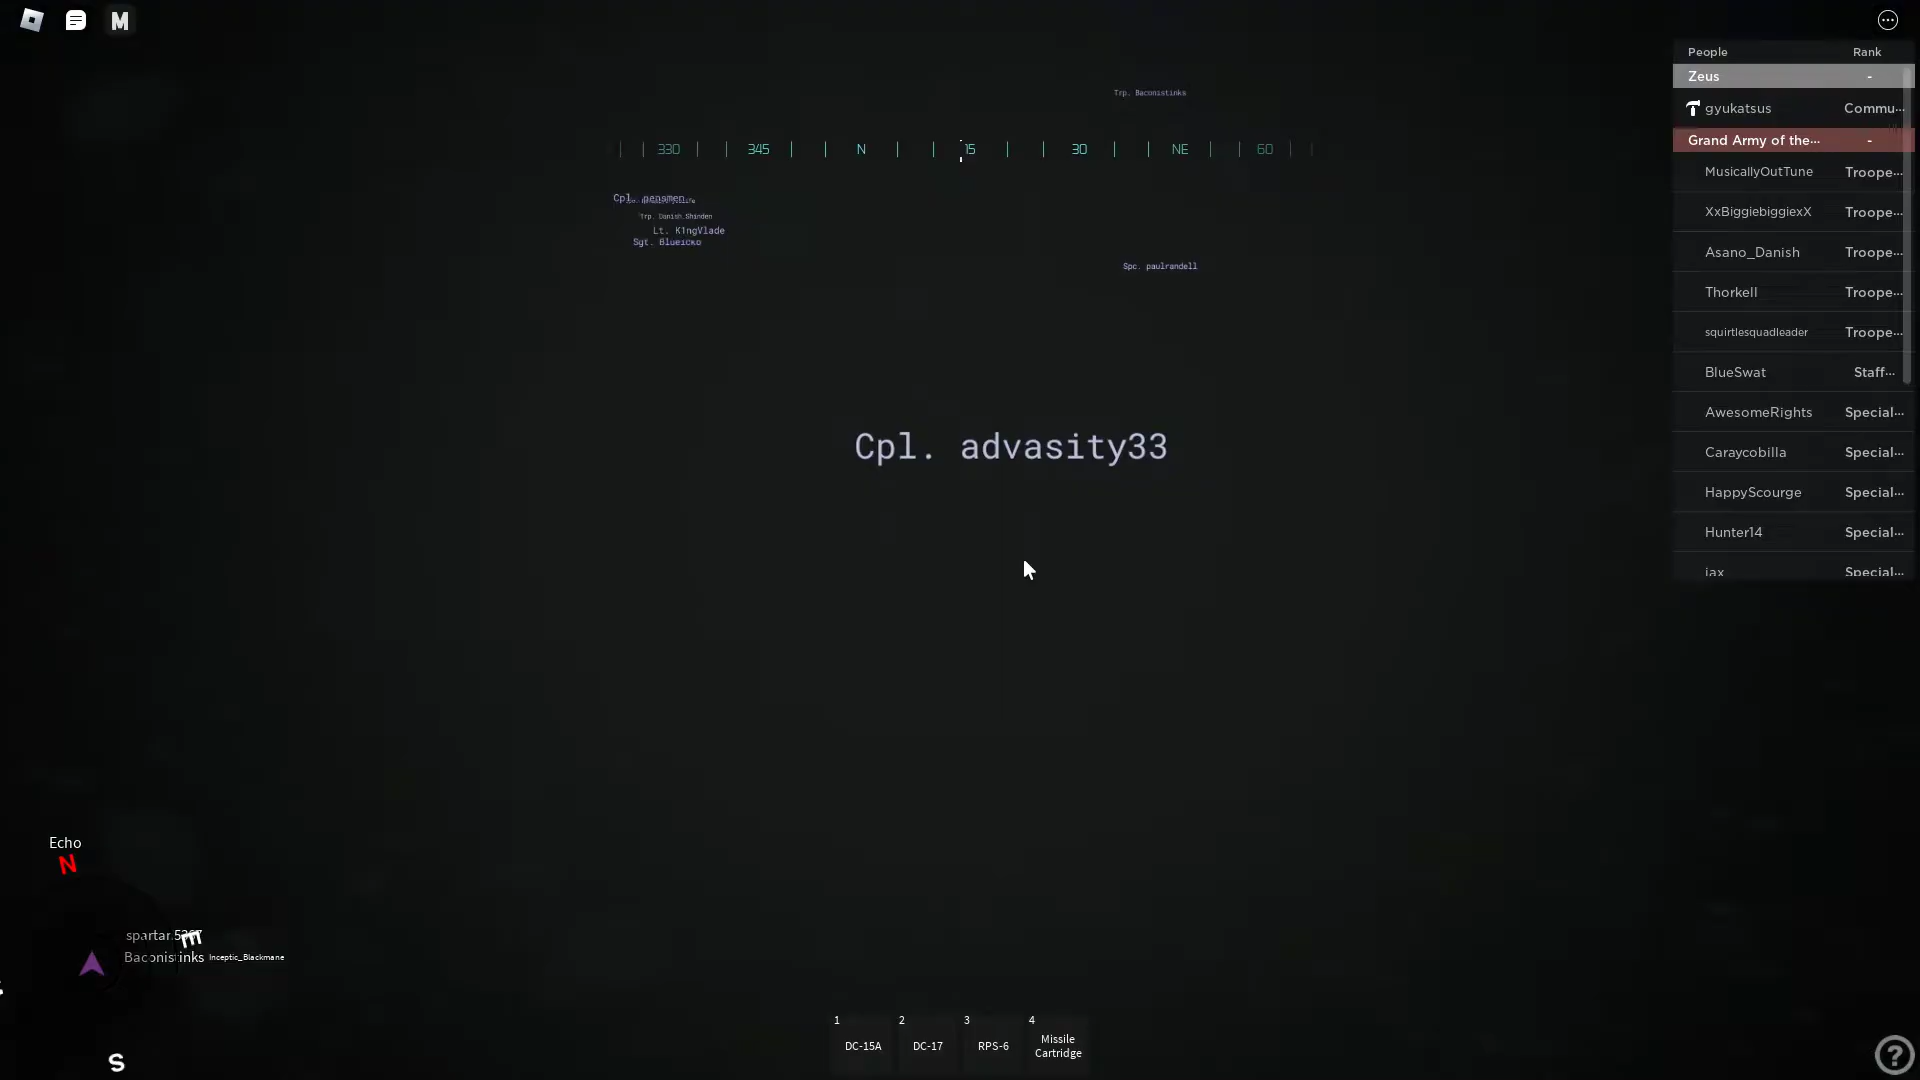 M
People Rank
Zeus -
gyukatsus Commu...
Grand Army of the... -
MusicallyOutTune Troope...
XxBiggiebiggiexX Troope...
Asano_Danish Troope...
Thorkell Troope...
squirtlesquadleader Troope...
BlueSwat Staff...
AwesomeRights Special...
Caraycobilla Special...
HappyScourge Special...
Hunter14 Special...
jax Special...
Trp. Baconistinks
330 345 N 15 30 NE 60
Cpl. pensmen
Trp. Danish_Shinden
Lt. K1ngVlade
Sgt.
Spc. paulrandell
Cpl. advasity33
Echo
N
E
Baconistinks Inceptic_Blackmane
S
1 2 3 4
DC-15A DC-17 RPS-6 Missile
Cartridge
?